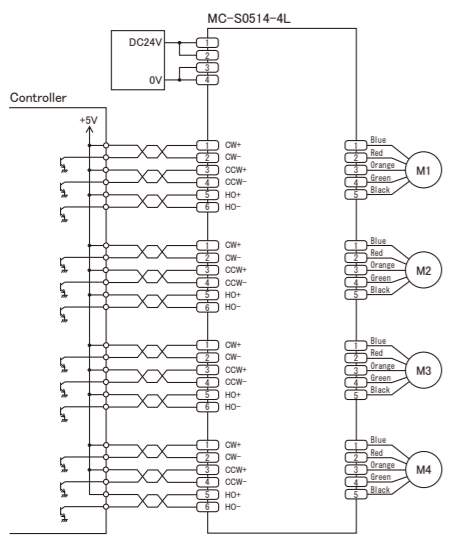 MC-S0514-4L
DC24V
0V
1
2
3
4
Controller
+5V
1 CW+
2 CW-
3 CCW+
4 CCW-
5 HO+
6 HO-
1 Blue
2 Red
3 Orange
4 Green
5 Black
M1
1 CW+
2 CW-
3 CCW+
4 CCW-
5 HO+
6 HO-
1 Blue
2 Red
3 Orange
4 Green
5 Black
M2
1 CW+
2 CW-
3 CCW+
4 CCW-
5 HO+
6 HO-
1 Blue
2 Red
3 Orange
4 Green
5 Black
M3
1 CW+
2 CW-
3 CCW+
4 CCW-
5 HO+
6 HO-
1 Blue
2 Red
3 Orange
4 Green
5 Black
M4